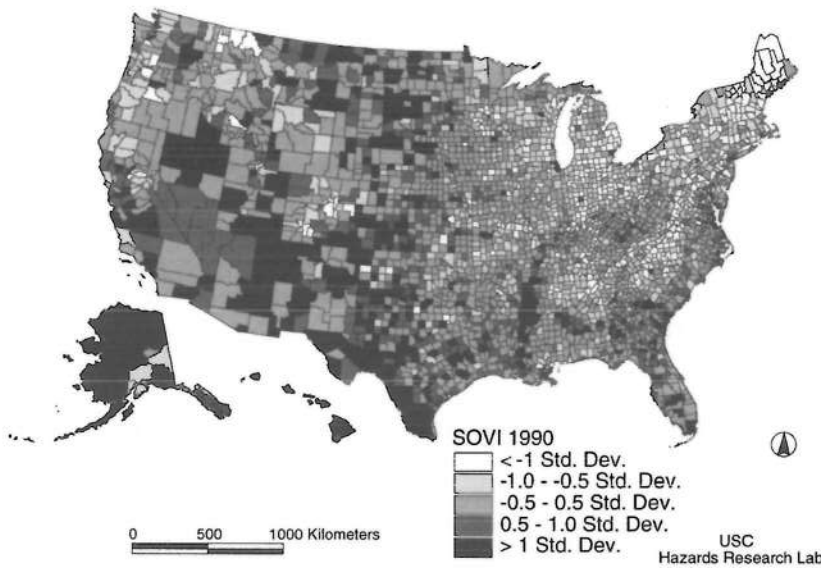 SOVI 1990
< -1 Std. Dev.
-1.0 - -0.5 Std. Dev.
-0.5 - 0.5 Std. Dev.
0.5 - 1.0 Std. Dev.
> 1 Std. Dev.
0 500 1000 Kilometers
USC
Hazards Research Lab